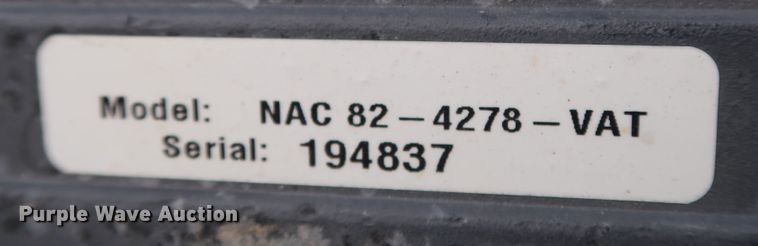 Model: NAC 82-4278-VAT
Serial: 194837
Purple Wave Auction